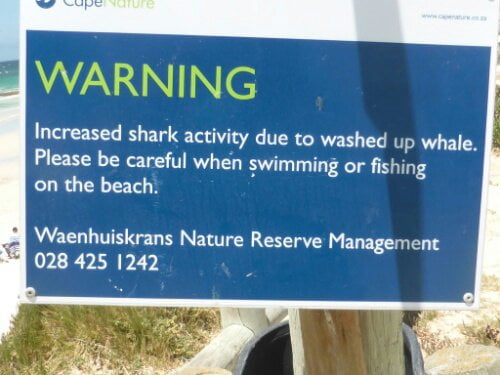 CapeNature
www.capenature.co.za
WARNING
Increased shark activity due to washed up whale.
Please be careful when swimming or fishing
on the beach.
Waenhuiskrans Nature Reserve Management
028 425 1242